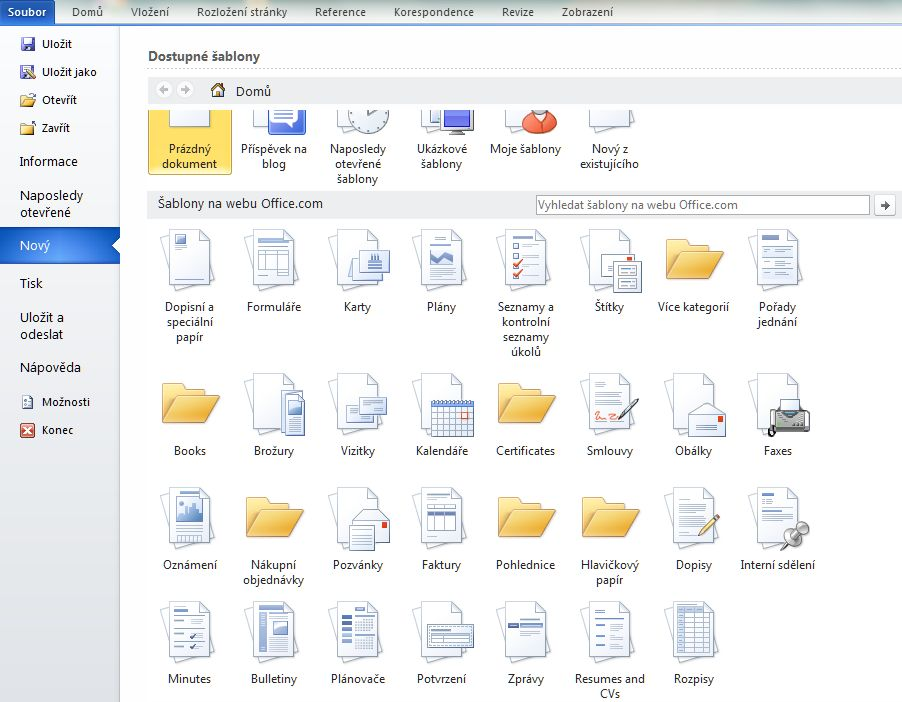 Soubor Domů Vložení Rozložení stránky Reference Korespondence Revize Zobrazení
Uložit
Uložit jako
Otevřít
Zavřít
Informace
Naposledy
otevřené
Nový
Tisk
Uložit a
odeslat
Nápověda
Možnosti
Konec
Dostupné šablony
Domů
Prázdný
dokument
Příspěvek na
blog
Naposledy
otevřené
šablony
Ukázkové
šablony
Moje šablony
Nový z
existujícího
Šablony na webu Office.com
Vyhledat šablony na webu Office.com
Dopisní a
speciální
papír
Formuláře
Karty
Plány
Seznamy a
kontrolní
seznamy
úkolů
Štítky
Více kategorií
Pořady
jednání
Books
Brožury
Vizitky
Kalendáře
Certificates
Smlouvy
Obálky
Faxes
Oznámení
Nákupní
objednávky
Pozvánky
Faktury
Pohlednice
Hlavičkový
papír
Dopisy
Interní sdělení
Minutes
Bulletiny
Plánovače
Potvrzení
Zprávy
Resumes and
CVs
Rozpisy